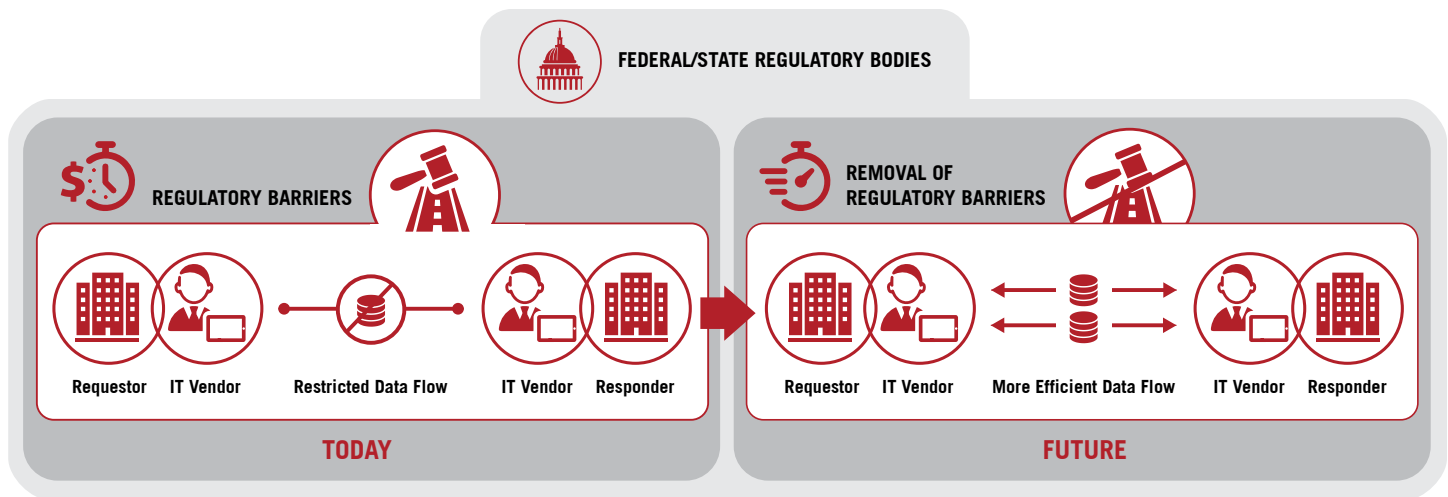 FEDERAL/STATE REGULATORY BODIES
$
REGULATORY BARRIERS
Requestor
IT Vendor
Restricted Data Flow
IT Vendor
Responder
TODAY
REMOVAL OF
REGULATORY BARRIERS
Requestor
IT Vendor
More Efficient Data Flow
IT Vendor
Responder
FUTURE